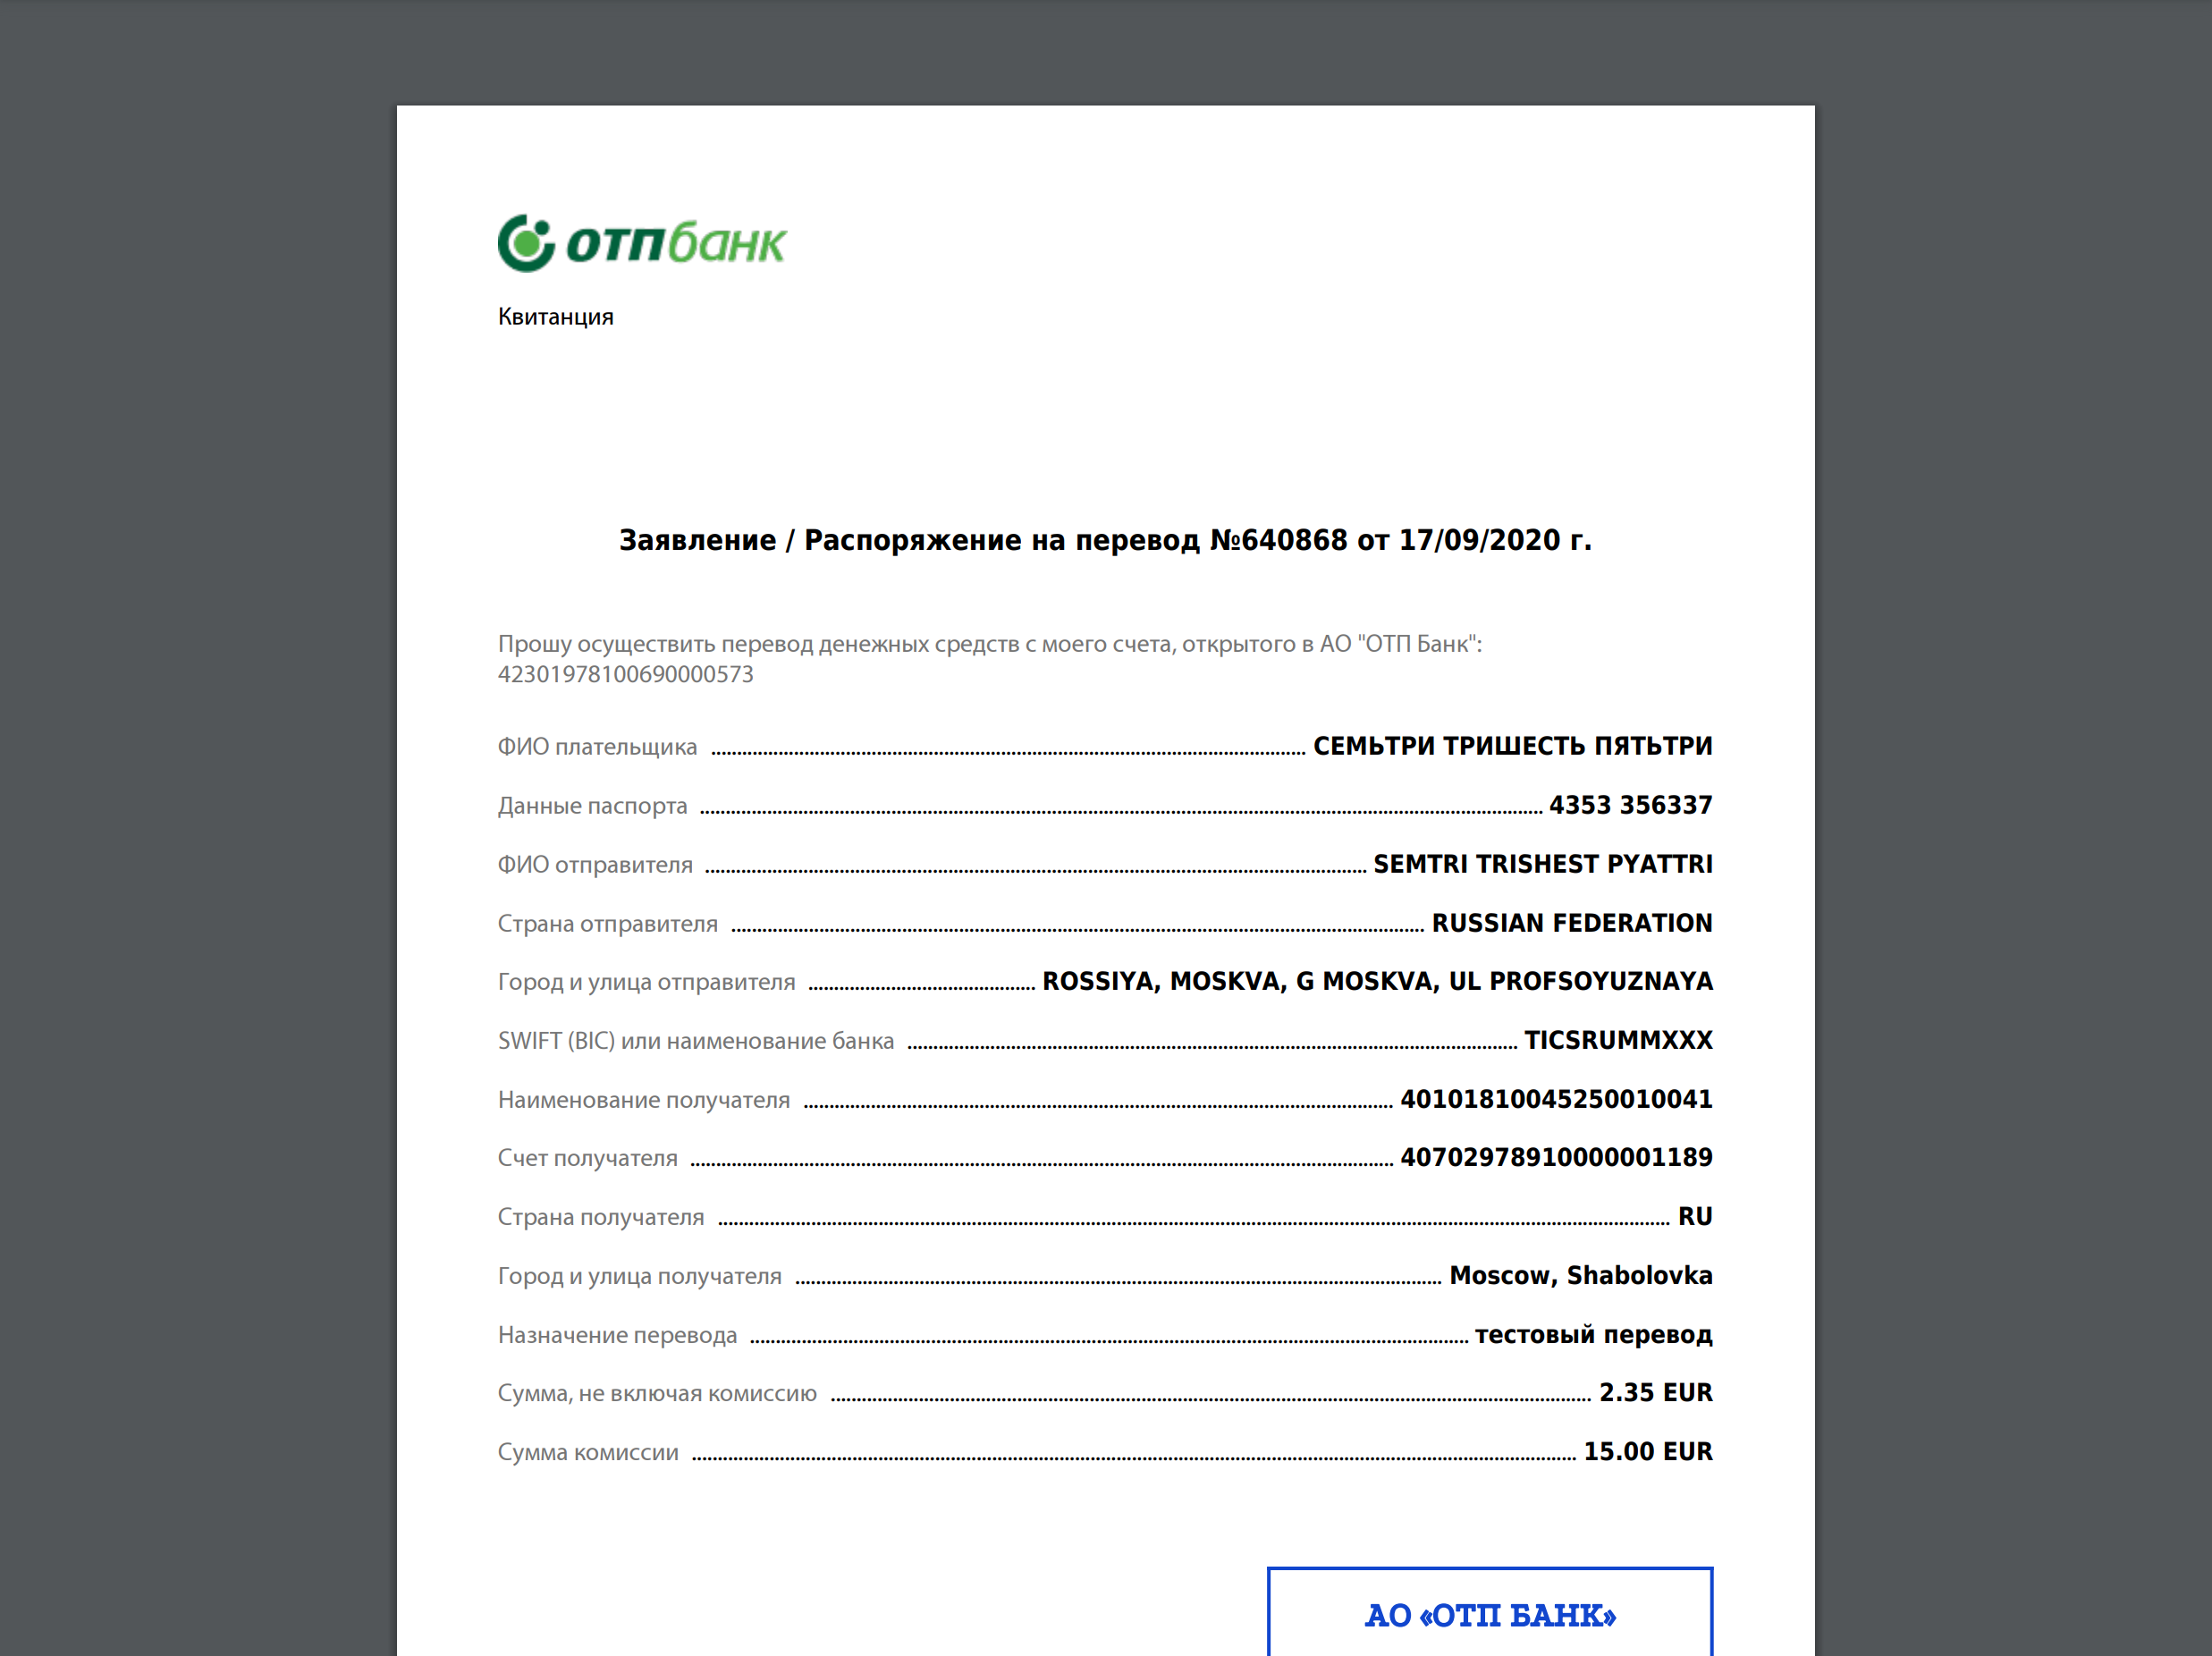 отпбанк
Квитанция
Заявление / Распоряжение на перевод №640868 от 17/09/2020 г.
Прошу осуществить перевод денежных средств с моего счета, открытого в АО "ОТП Банк":
42301978100690000573
ФИО плательщика СЕМЬТРИ ТРИШЕСТЬ ПЯТЬТРИ
Данные паспорта 4353 356337
ФИО отправителя SEMTRI TRISHEST PYATTRI
Страна отправителя RUSSIAN FEDERATION
Город и улица отправителя ROSSIYA, MOSKVA, G MOSKVA, UL PROFSOYUZNAYA
SWIFT (BIC) или наименование банка TICSRUMMXXX
Наименование получателя 40101810045250010041
Счет получателя 40702978910000001189
Страна получателя RU
Город и улица получателя Moscow, Shabolovka
Назначение перевода тестовый перевод
Сумма, не включая комиссию 2.35 EUR
Сумма комиссии 15.00 EUR
АО «ОТП БАНК»